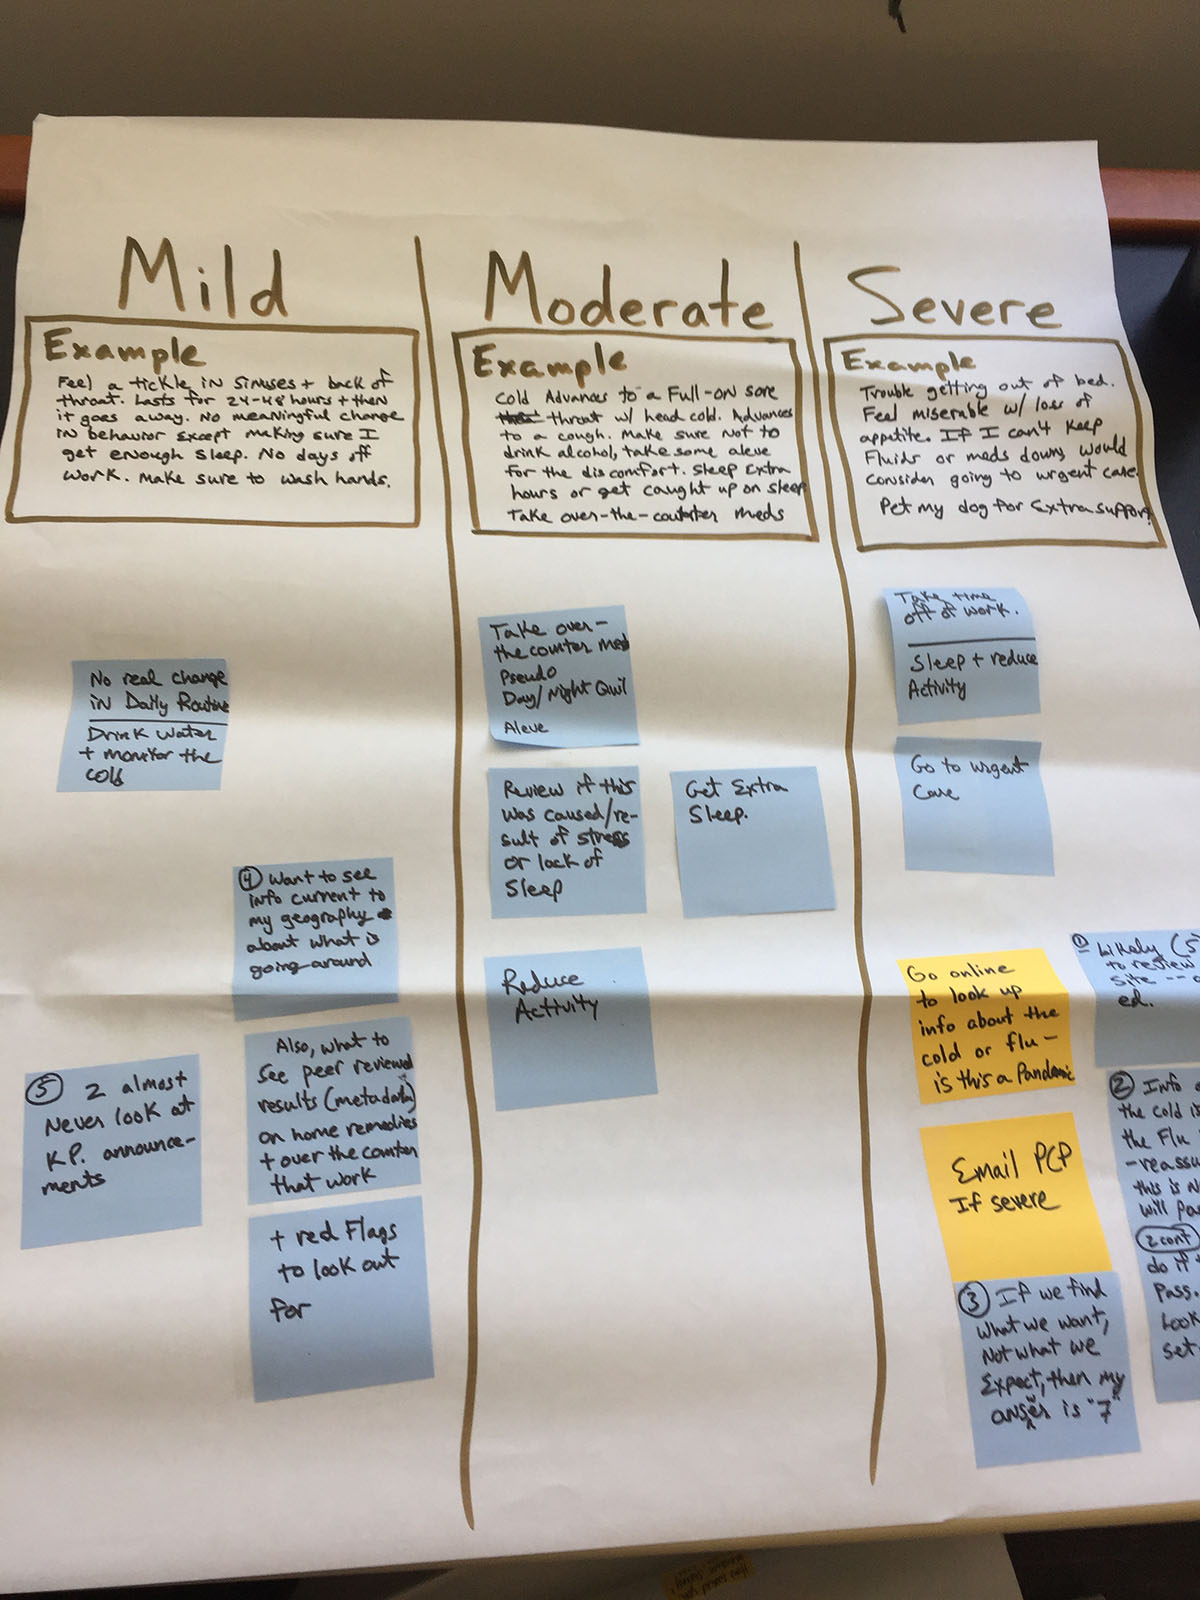 Mild
Example
Feel a tickle in Sinuses + back of
throat. Lasts for 24-48 hours + then
it goes away. No meaningful change
in behavior Except making sure I
get enough sleep. No days off
work. Make sure to wash hands.
No real change
in Daily Routine
Drink water
+ monitor the
cold
④ Want to see
info current to
my geography
about what is
going around
Also, what to
see peer reviewed
results (metadata)
on home remedies
+ over the counter
that work
+ red Flags
to look out
for
⑤ 2 almost
Never look at
K.P. announce-
ments
Moderate
Example
Cold Advances to a Full-on sore
throat w/ head cold. Advances
to a cough. Make sure not to
drink alcohol, take some aleve
for the discomfort. Sleep Extra
hours or get caught up on sleep
Take over-the-counter meds
Take over-
the counter med
Pseudo
Day/Night Quil
Aleve
Review if this
was caused/re-
sult of stress
or lack of
Sleep
Get Extra
Sleep.
Reduce
Activity
Severe
Example
Trouble getting out of bed.
Feel miserable w/ loss of
appetite. If I can't keep
Fluids or meds down, would
consider going to urgent care.
Pet my dog for Extra support!
Take time
off of work.
Sleep + reduce
Activity
Go to urgent
Care
Go online
to look up
info about the
cold or flu -
is this a Pandemic
Email PCP
If severe
③ If we find
what we want,
Not what we
Expect, then my
answer is "7"
① Likely (5
to review
site --
ed.
② Info
the cold is
the Flu
-reassu
this is N
will pa
2 cont
do if
Pass.
Look
set